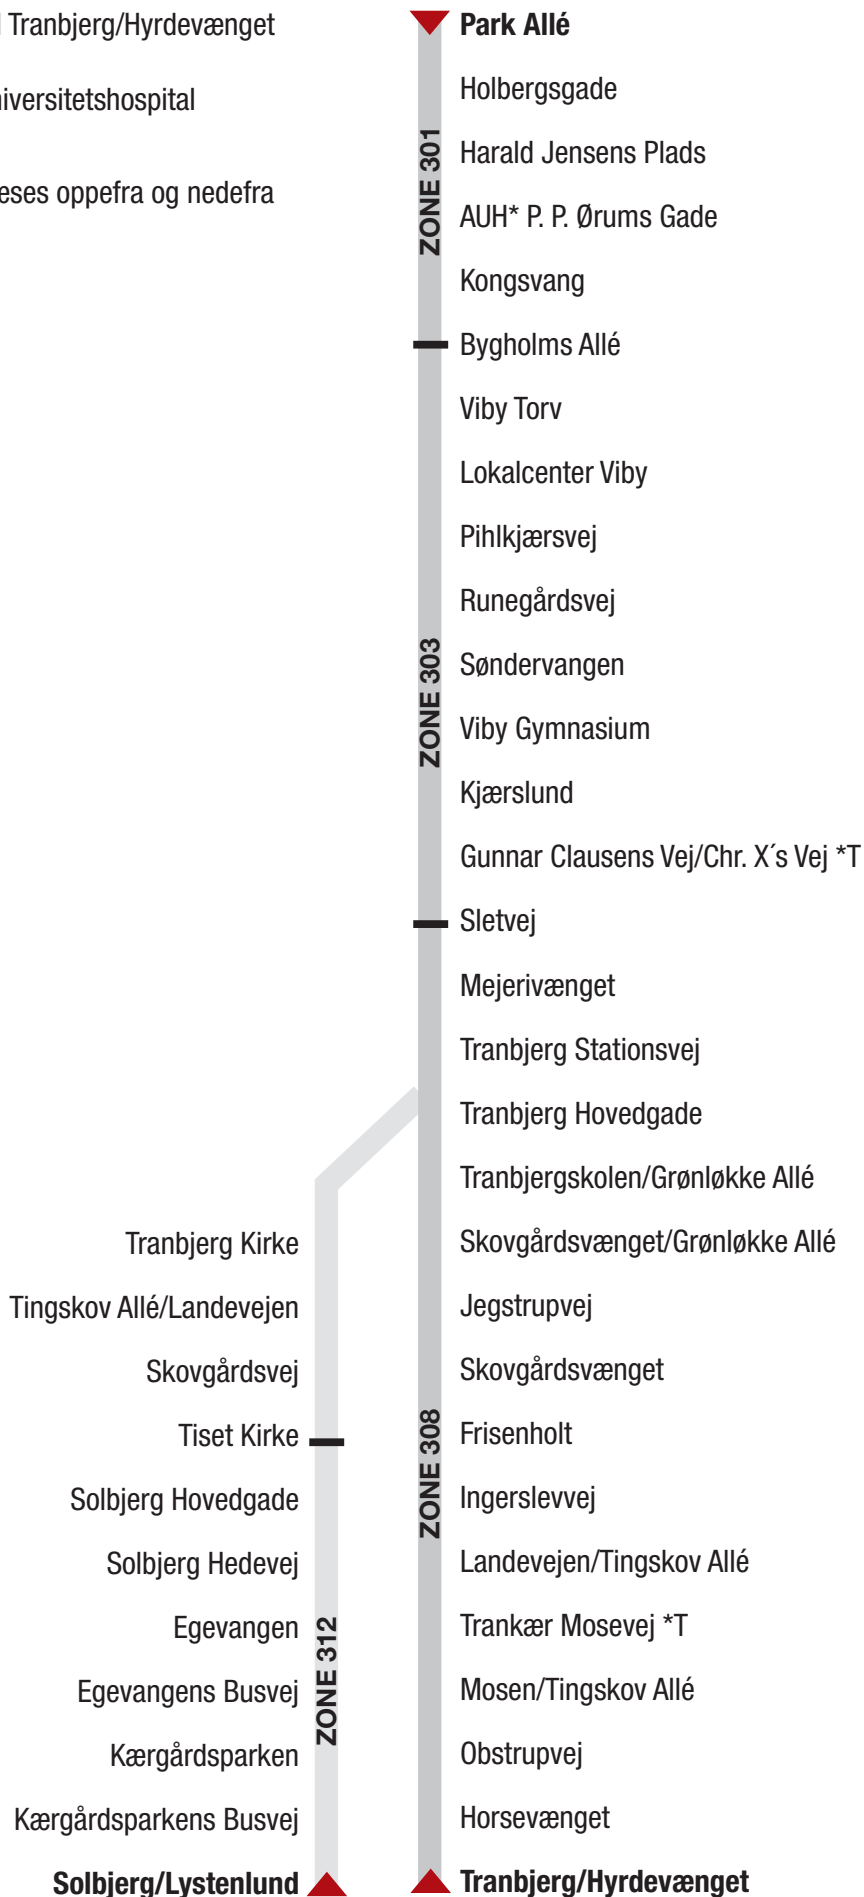 Tranbjerg/Hyrdevænget
oppefra og nedefra
Park Allé
Holbergsgade
Harald Jensens Plads
AUH* P. P. Ørums Gade
Kongsvang
ZONE 301
Bygholms Allé
Viby Torv
Lokalcenter Viby
Pihlkjærsvej
Runegårdsvej
Søndervangen
Viby Gymnasium
Kjærslund
Gunnar Clausens Vej/Chr. X´s Vej *T
ZONE 303
Sletvej
Mejerivænget
Tranbjerg Stationsvej
Tranbjerg Hovedgade
Tranbjergskolen/Grønløkke Allé
Skovgårdsvænget/Grønløkke Allé
Jegstrupvej
Skovgårdsvænget
Frisenholt
Ingerslevvej
Landevejen/Tingskov Allé
Trankær Mosevej *T
Mosen/Tingskov Allé
Obstrupvej
Horsevænget
Tranbjerg/Hyrdevænget
ZONE 308
Tranbjerg Kirke
Tingskov Allé/Landevejen
Skovgårdsvej
Tiset Kirke
Solbjerg Hovedgade
Solbjerg Hedevej
Egevangen
Egevangens Busvej
Kærgårdsparken
Kærgårdsparkens Busvej
Solbjerg/Lystenlund
ZONE 312